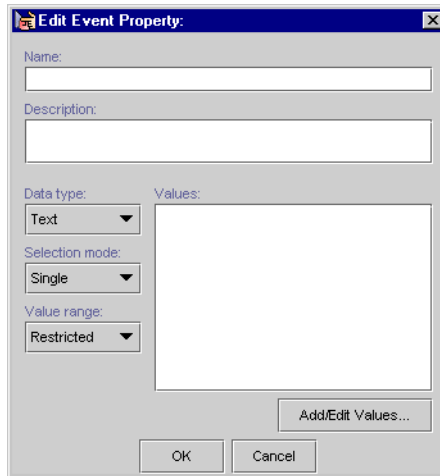 Edit Event Property:
Name:
Description:
Data type:
Values:
Text
Selection mode:
Single
Value range:
Restricted
Add/Edit Values...
OK
Cancel